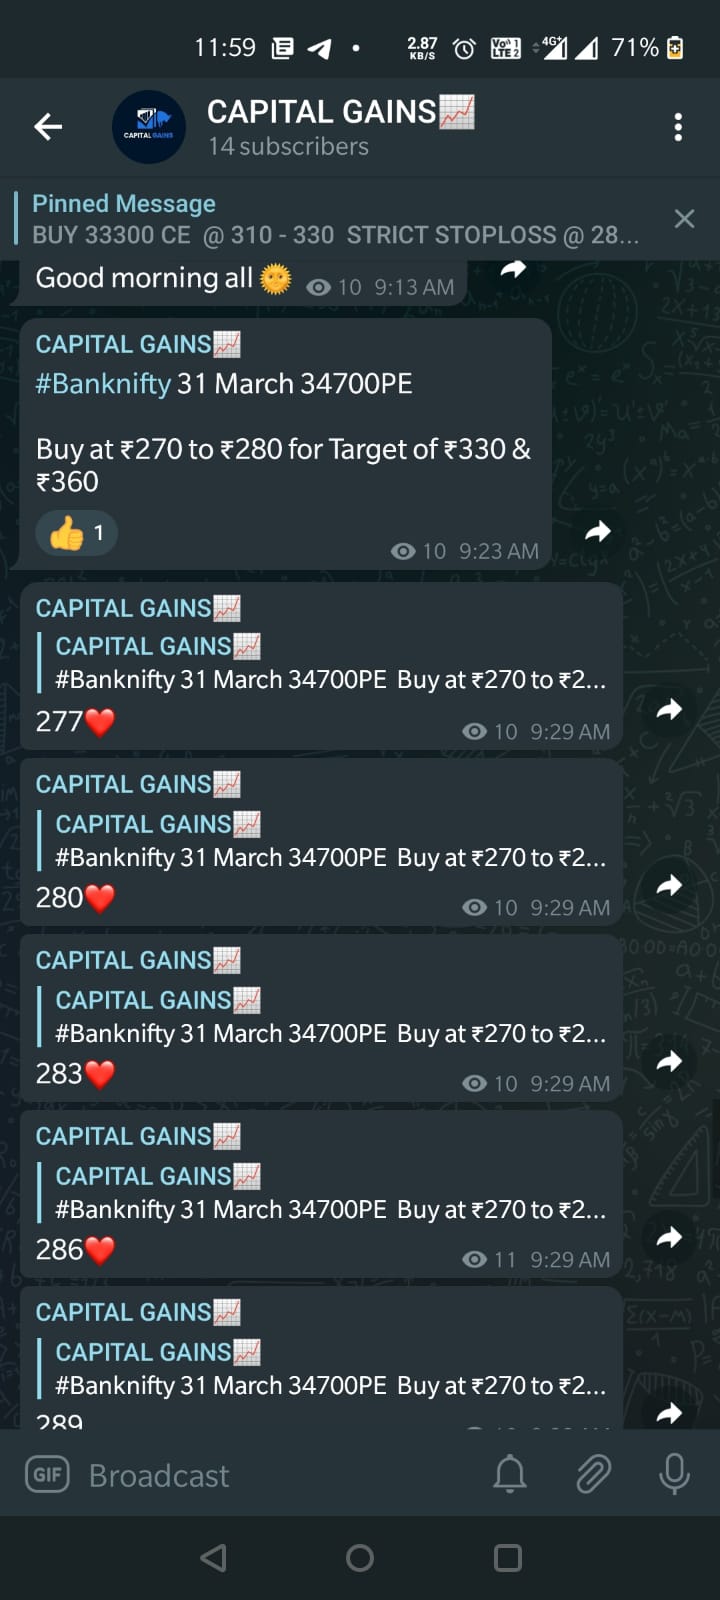 11:59
2.87
KB/S
Vo) 1
LTE 2
4G+
71%
CAPITAL GAINS
CAPITAL GAINS📈
14 subscribers
Pinned Message
BUY 33300 CE @ 310 - 330 STRICT STOPLOSS @ 28...
Good morning all🌞 10 9:13 AM
CAPITAL GAINS📈
#Banknifty 31 March 34700PE
Buy at ₹270 to ₹280 for Target of ₹330 &
₹360
👍 1
10 9:23 AM
CAPITAL GAINS📈
CAPITAL GAINS📈
#Banknifty 31 March 34700PE Buy at ₹270 to ₹2...
277❤️ 10 9:29 AM
CAPITAL GAINS📈
CAPITAL GAINS📈
#Banknifty 31 March 34700PE Buy at ₹270 to ₹2...
280❤️ 10 9:29 AM
CAPITAL GAINS📈
CAPITAL GAINS📈
#Banknifty 31 March 34700PE Buy at ₹270 to ₹2...
283❤️ 10 9:29 AM
CAPITAL GAINS📈
CAPITAL GAINS📈
#Banknifty 31 March 34700PE Buy at ₹270 to ₹2...
286❤️ 11 9:29 AM
CAPITAL GAINS📈
CAPITAL GAINS📈
#Banknifty 31 March 34700PE Buy at ₹270 to ₹2...
289
GIF Broadcast